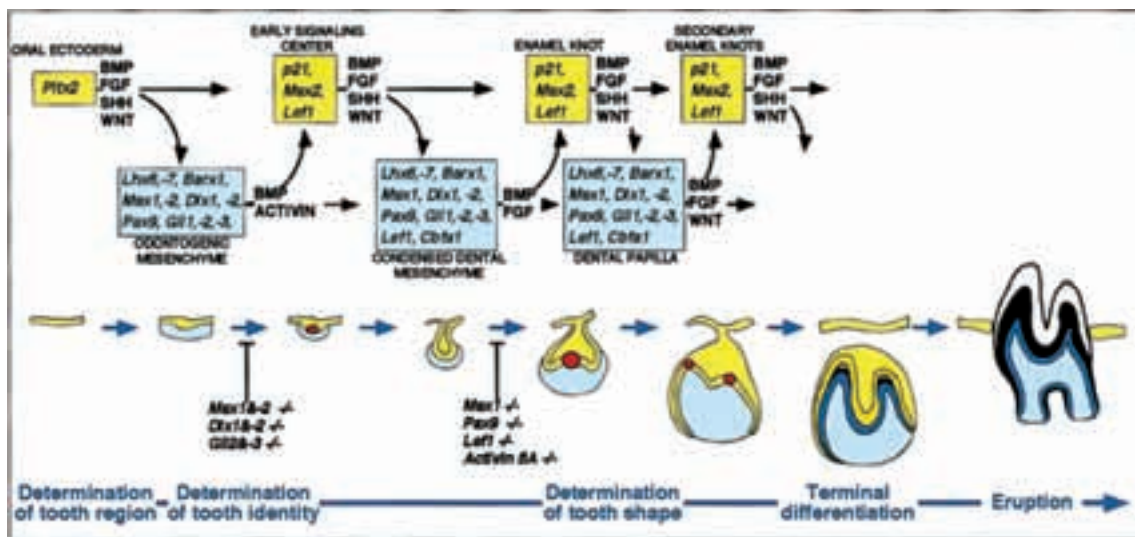 ORAL ECTODERM
Pitx2
BMP
FGF
SHH
WNT
EARLY SIGNALING
CENTER
p21,
Msx2,
Lef1
BMP
FGF
SHH
WNT
ENAMEL KNOT
p21,
Msx2,
Lef1
BMP
FGF
SHH
WNT
SECONDARY
ENAMEL KNOTS
p21,
Msx2,
Lef1
BMP
FGF
SHH
WNT
Lhx6,-7, Barx1,
Msx1,-2, Dlx1, -2,
Pax9, Gli1,-2,-3,
ODONTOGENIC
MESENCHYME
BMP
ACTIVIN
Lhx6,-7, Barx1,
Msx1, Dlx1, -2,
Pax9, Gli1,-2,-3,
Lef1, Cbfa1
CONDENSED DENTAL
MESENCHYME
BMP
FGF
Lhx6,-7, Barx1,
Msx1, Dlx1, -2,
Pax9, Gli1,-2,-3,
Lef1, Cbfa1
DENTAL PAPILLA
BMP
FGF
WNT
Msx1&-2 -/-
Dlx1&-2 -/-
Gli2&-3 -/-
Msx1 -/-
Pax9 -/-
Lef1 -/-
Activin BA -/-
Determination
of tooth region
Determination
of tooth identity
Determination
of tooth shape
Terminal
differentiation
Eruption